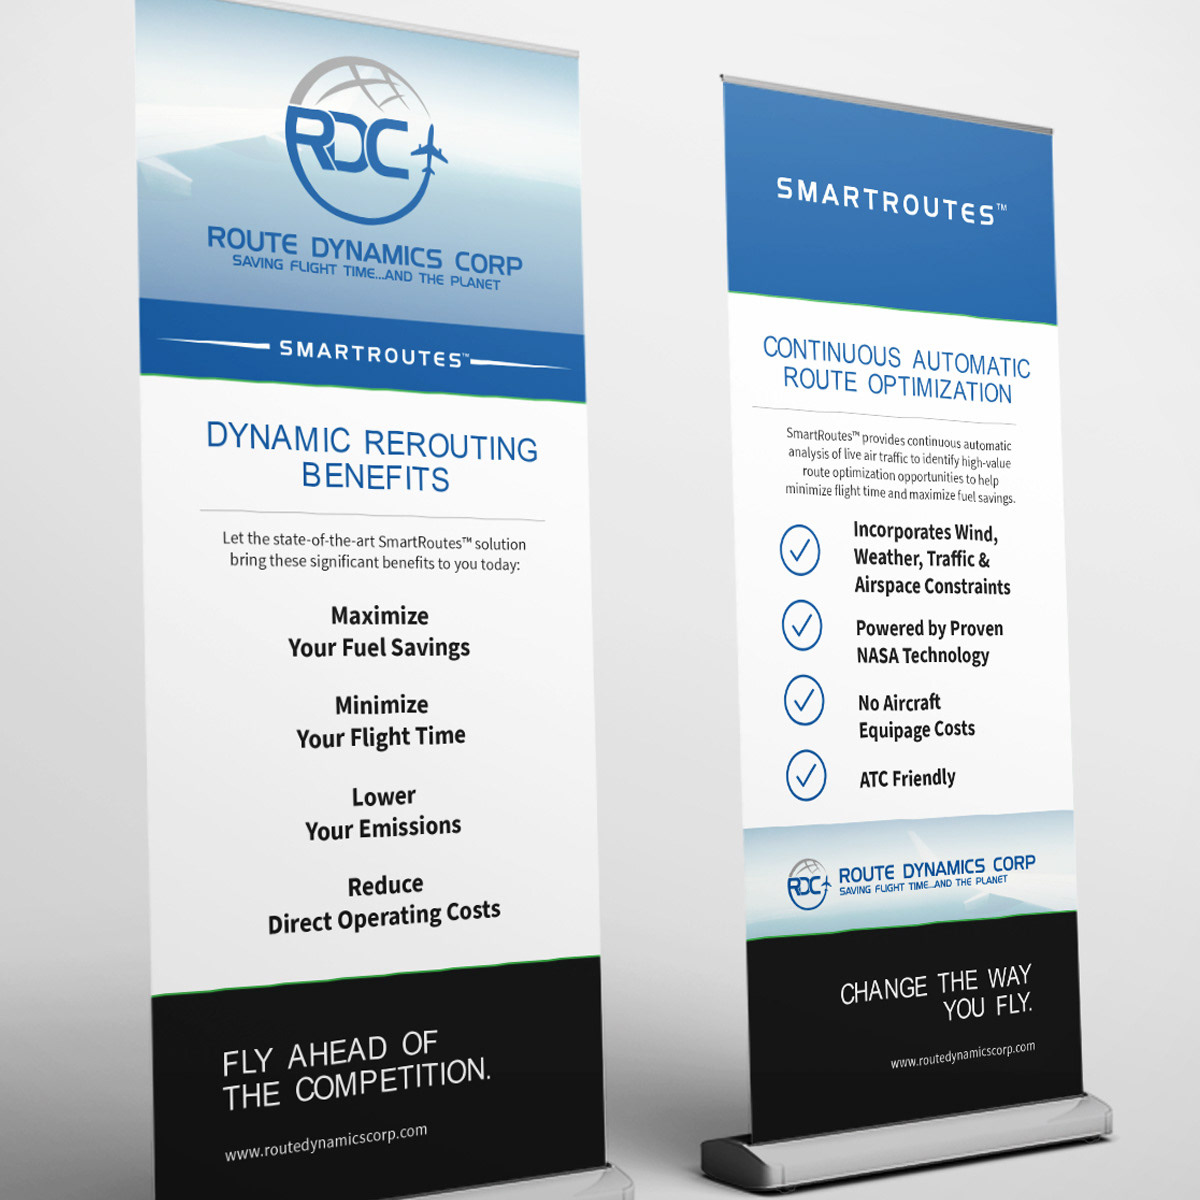 RDC
ROUTE DYNAMICS CORP
SAVING FLIGHT TIME...AND THE PLANET
SMARTROUTES™
DYNAMIC REROUTING
BENEFITS
Let the state-of-the-art SmartRoutes™ solution
bring these significant benefits to you today:
Maximize
Your Fuel Savings
Minimize
Your Flight Time
Lower
Your Emissions
Reduce
Direct Operating Costs
FLY AHEAD OF
THE COMPETITION.
www.routedynamicscorp.com
SMARTROUTES™
CONTINUOUS AUTOMATIC
ROUTE OPTIMIZATION
SmartRoutes™ provides continuous automatic
analysis of live air traffic to identify high-value
route optimization opportunities to help
minimize flight time and maximize fuel savings.
Incorporates Wind,
Weather, Traffic &
Airspace Constraints
Powered by Proven
NASA Technology
No Aircraft
Equipage Costs
ATC Friendly
RDC
ROUTE DYNAMICS CORP
SAVING FLIGHT TIME...AND THE PLANET
CHANGE THE WAY
YOU FLY.
www.routedynamicscorp.com